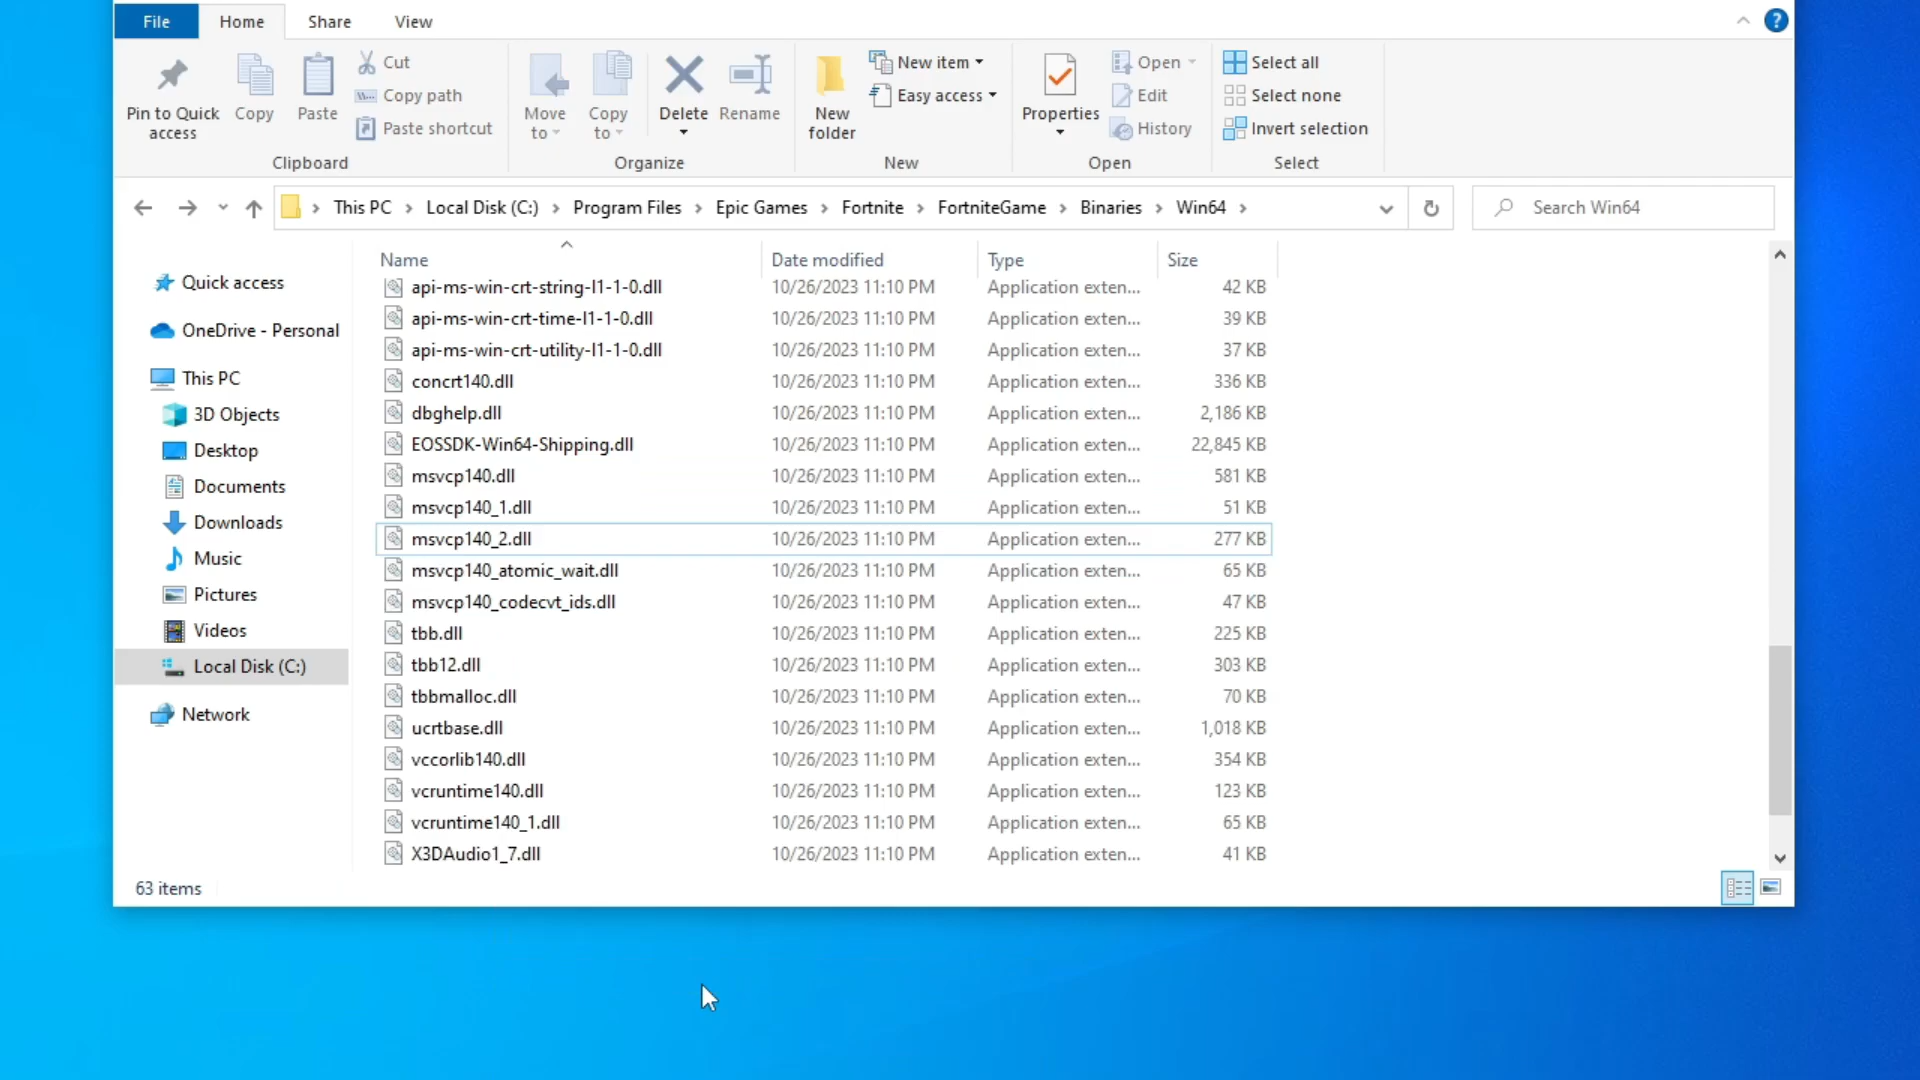 File Home Share View
Pin to Quick access
Copy
Paste
Cut
Copy path
Paste shortcut
Clipboard
Move to
Copy to
Delete
Rename
Organize
New folder
New item
Easy access
New
Properties
Open
Edit
History
Open
Select all
Select none
Invert selection
Select
This PC > Local Disk (C:) > Program Files > Epic Games > Fortnite > FortniteGame > Binaries > Win64 >
Search Win64
Quick access
OneDrive - Personal
This PC
3D Objects
Desktop
Documents
Downloads
Music
Pictures
Videos
Local Disk (C:)
Network
Name Date modified Type Size
api-ms-win-crt-string-l1-1-0.dll 10/26/2023 11:10 PM Application exten... 42 KB
api-ms-win-crt-time-l1-1-0.dll 10/26/2023 11:10 PM Application exten... 39 KB
api-ms-win-crt-utility-l1-1-0.dll 10/26/2023 11:10 PM Application exten... 37 KB
concrt140.dll 10/26/2023 11:10 PM Application exten... 336 KB
dbghelp.dll 10/26/2023 11:10 PM Application exten... 2,186 KB
EOSSDK-Win64-Shipping.dll 10/26/2023 11:10 PM Application exten... 22,845 KB
msvcp140.dll 10/26/2023 11:10 PM Application exten... 581 KB
msvcp140_1.dll 10/26/2023 11:10 PM Application exten... 51 KB
msvcp140_2.dll 10/26/2023 11:10 PM Application exten... 277 KB
msvcp140_atomic_wait.dll 10/26/2023 11:10 PM Application exten... 65 KB
msvcp140_codecvt_ids.dll 10/26/2023 11:10 PM Application exten... 47 KB
tbb.dll 10/26/2023 11:10 PM Application exten... 225 KB
tbb12.dll 10/26/2023 11:10 PM Application exten... 303 KB
tbbmalloc.dll 10/26/2023 11:10 PM Application exten... 70 KB
ucrtbase.dll 10/26/2023 11:10 PM Application exten... 1,018 KB
vccorlib140.dll 10/26/2023 11:10 PM Application exten... 354 KB
vcruntime140.dll 10/26/2023 11:10 PM Application exten... 123 KB
vcruntime140_1.dll 10/26/2023 11:10 PM Application exten... 65 KB
X3DAudio1_7.dll 10/26/2023 11:10 PM Application exten... 41 KB
63 items